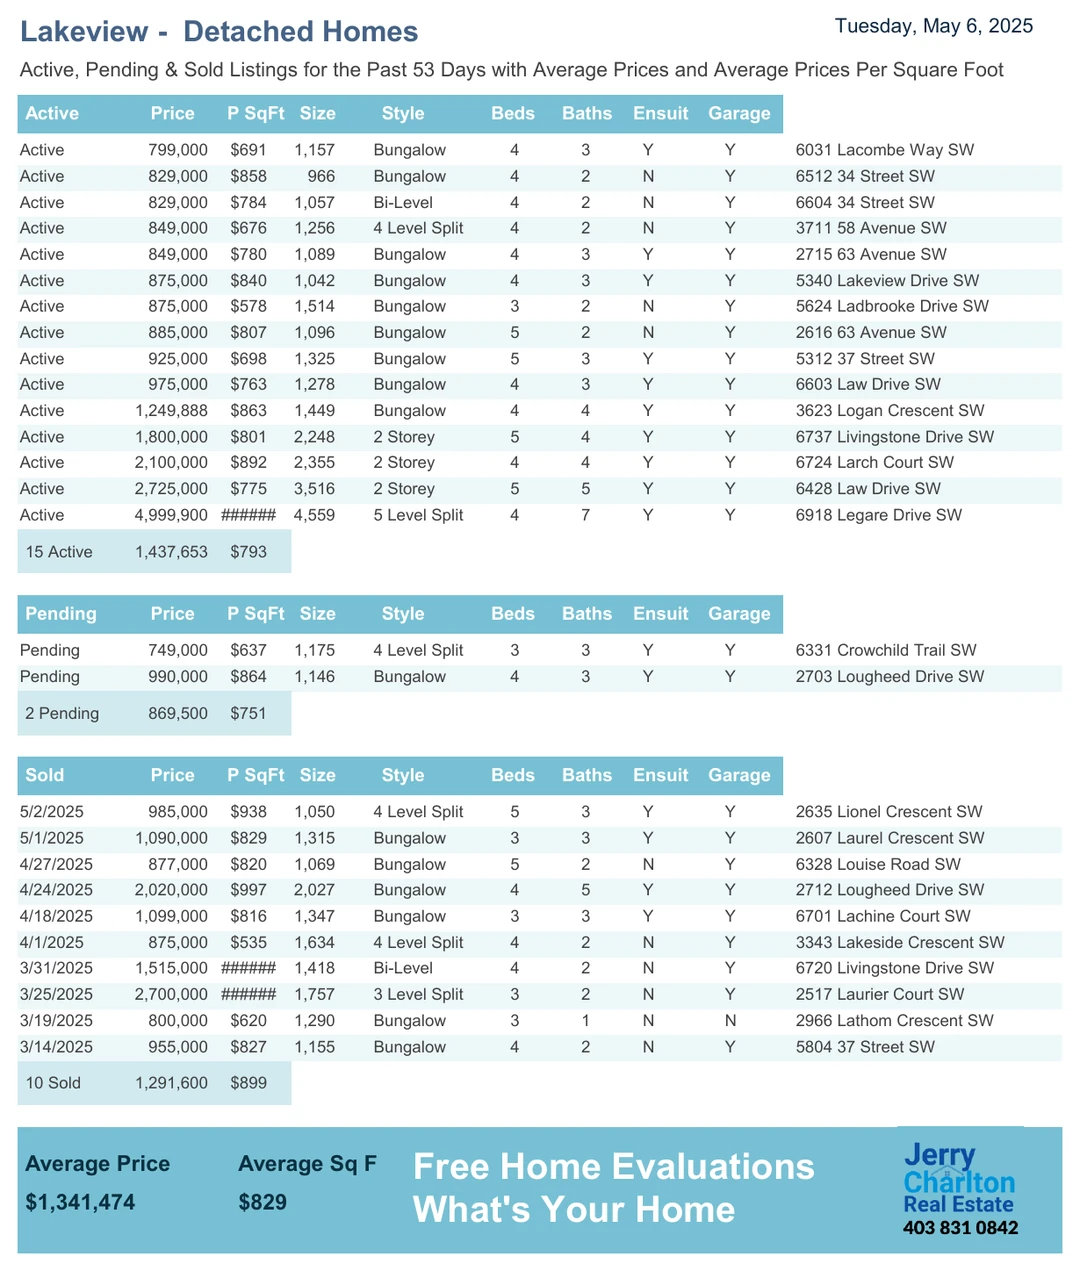 Lakeview -  Detached Homes
Tuesday, May 6, 2025
Active, Pending & Sold Listings for the Past 53 Days with Average Prices and Average Prices Per Square Foot
Active Price P SqFt Size Style Beds Baths Ensuit Garage
Active 799,000 $691 1,157 Bungalow 4 3 Y Y 6031 Lacombe Way SW
Active 829,000 $858 966 Bungalow 4 2 N Y 6512 34 Street SW
Active 829,000 $784 1,057 Bi-Level 4 2 N Y 6604 34 Street SW
Active 849,000 $676 1,256 4 Level Split 4 2 N Y 3711 58 Avenue SW
Active 849,000 $780 1,089 Bungalow 4 3 Y Y 2715 63 Avenue SW
Active 875,000 $840 1,042 Bungalow 4 3 Y Y 5340 Lakeview Drive SW
Active 875,000 $578 1,514 Bungalow 3 2 N Y 5624 Ladbrooke Drive SW
Active 885,000 $807 1,096 Bungalow 5 2 N Y 2616 63 Avenue SW
Active 925,000 $698 1,325 Bungalow 5 3 Y Y 5312 37 Street SW
Active 975,000 $763 1,278 Bungalow 4 3 Y Y 6603 Law Drive SW
Active 1,249,888 $863 1,449 Bungalow 4 4 Y Y 3623 Logan Crescent SW
Active 1,800,000 $801 2,248 2 Storey 5 4 Y Y 6737 Livingstone Drive SW
Active 2,100,000 $892 2,355 2 Storey 4 4 Y Y 6724 Larch Court SW
Active 2,725,000 $775 3,516 2 Storey 5 5 Y Y 6428 Law Drive SW
Active 4,999,900 ###### 4,559 5 Level Split 4 7 Y Y 6918 Legare Drive SW
15 Active 1,437,653 $793
Pending Price P SqFt Size Style Beds Baths Ensuit Garage
Pending 749,000 $637 1,175 4 Level Split 3 3 Y Y 6331 Crowchild Trail SW
Pending 990,000 $864 1,146 Bungalow 4 3 Y Y 2703 Lougheed Drive SW
2 Pending 869,500 $751
Sold Price P SqFt Size Style Beds Baths Ensuit Garage
5/2/2025 985,000 $938 1,050 4 Level Split 5 3 Y Y 2635 Lionel Crescent SW
5/1/2025 1,090,000 $829 1,315 Bungalow 3 3 Y Y 2607 Laurel Crescent SW
4/27/2025 877,000 $820 1,069 Bungalow 5 2 N Y 6328 Louise Road SW
4/24/2025 2,020,000 $997 2,027 Bungalow 4 5 Y Y 2712 Lougheed Drive SW
4/18/2025 1,099,000 $816 1,347 Bungalow 3 3 Y Y 6701 Lachine Court SW
4/1/2025 875,000 $535 1,634 4 Level Split 4 2 N Y 3343 Lakeside Crescent SW
3/31/2025 1,515,000 ###### 1,418 Bi-Level 4 2 N Y 6720 Livingstone Drive SW
3/25/2025 2,700,000 ###### 1,757 3 Level Split 3 2 N Y 2517 Laurier Court SW
3/19/2025 800,000 $620 1,290 Bungalow 3 1 N N 2966 Lathom Crescent SW
3/14/2025 955,000 $827 1,155 Bungalow 4 2 N Y 5804 37 Street SW
10 Sold 1,291,600 $899
Average Price Average Sq F
$1,341,474 $829
Free Home Evaluations
What's Your Home
Jerry
Charlton
Real Estate
403 831 0842